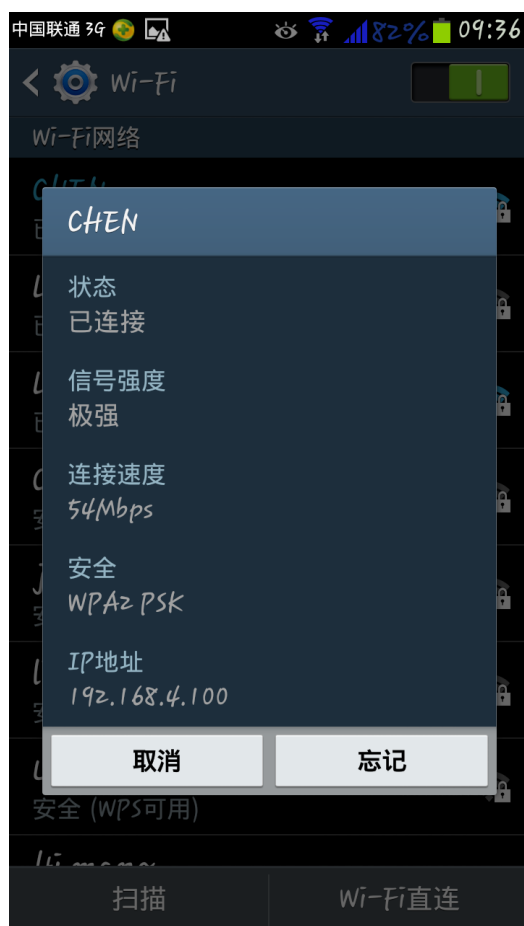 中国联通 3G
82% 09:36
Wi-Fi
Wi-Fi网络
CHEN
状态
已连接
信号强度
极强
连接速度
54Mbps
安全
WPA2 PSK
IP地址
192.168.4.100
取消
忘记
安全 (WPS可用)
扫描
Wi-Fi直连